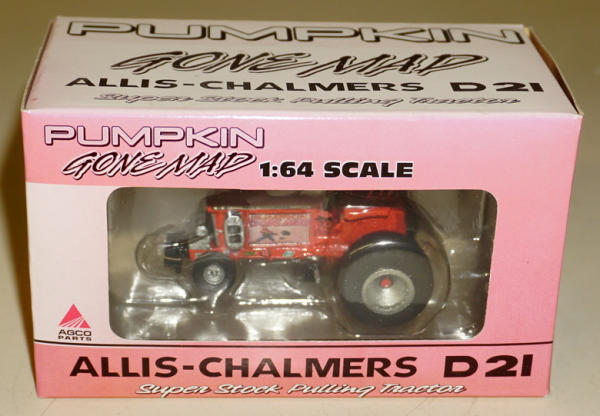 PUMPKIN
GONE MAD
ALLIS-CHALMERS D21
Super Stock Pulling Tractor
PUMPKIN
GONE MAD 1:64 SCALE
AGCO
PARTS
ALLIS-CHALMERS D21
Super Stock Pulling Tractor